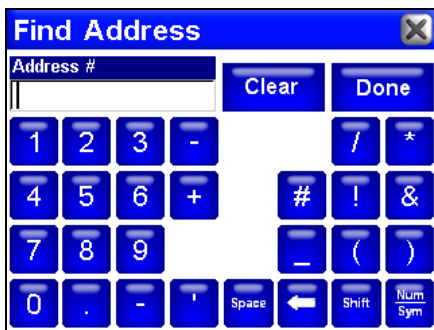 Find Address
Address #
Clear Done
1 2 3 - / *
4 5 6 + # ! &
7 8 9 _ ( )
0 . - ' Space Shift Num
Sym